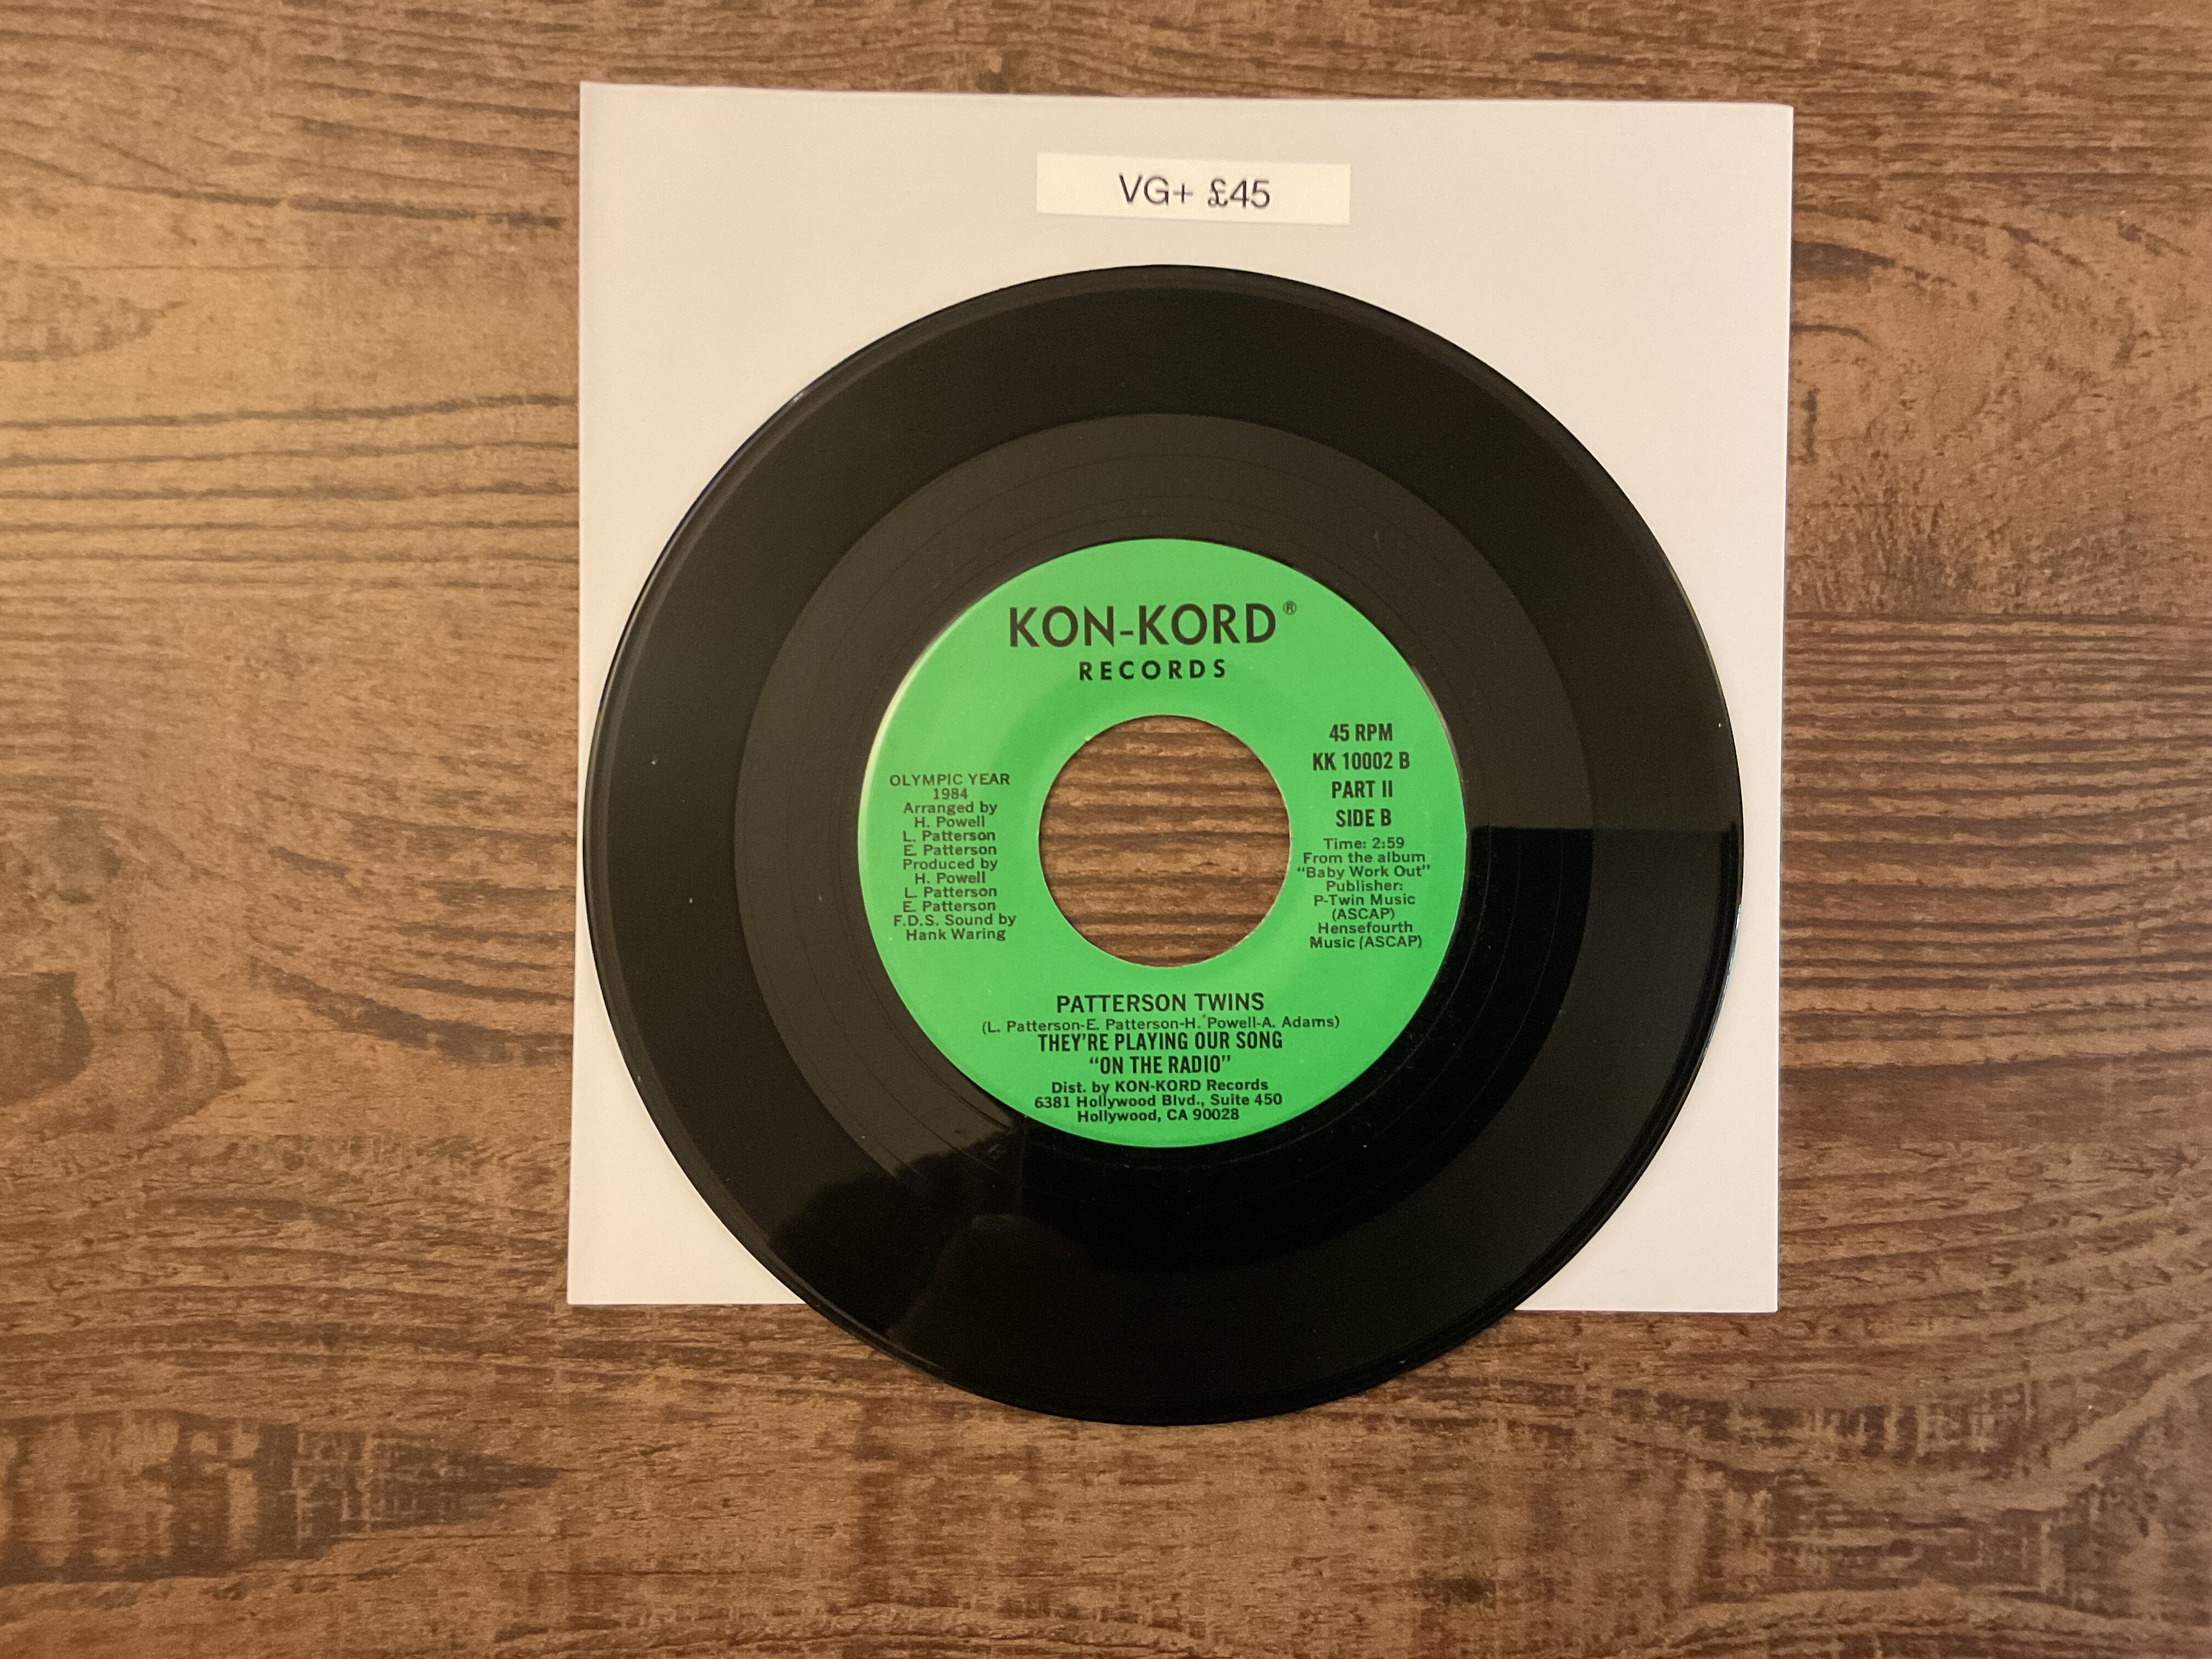 VG+ £45
KON-KORD®
RECORDS
OLYMPIC YEAR
1984
Arranged by
H. Powell
L. Patterson
E. Patterson
Produced by
H. Powell
L. Patterson
E. Patterson
F.D.S. Sound by
Hank Waring
45 RPM
KK 10002 B
PART II
SIDE B
Time: 2:59
From the album
“Baby Work Out”
Publisher:
P-Twin Music
(ASCAP)
Hensefourth
Music (ASCAP)
PATTERSON TWINS
(L. Patterson-E. Patterson-H. Powell-A. Adams)
THEY'RE PLAYING OUR SONG
“ON THE RADIO”
Dist. by KON-KORD Records
6381 Hollywood Blvd., Suite 450
Hollywood, CA 90028